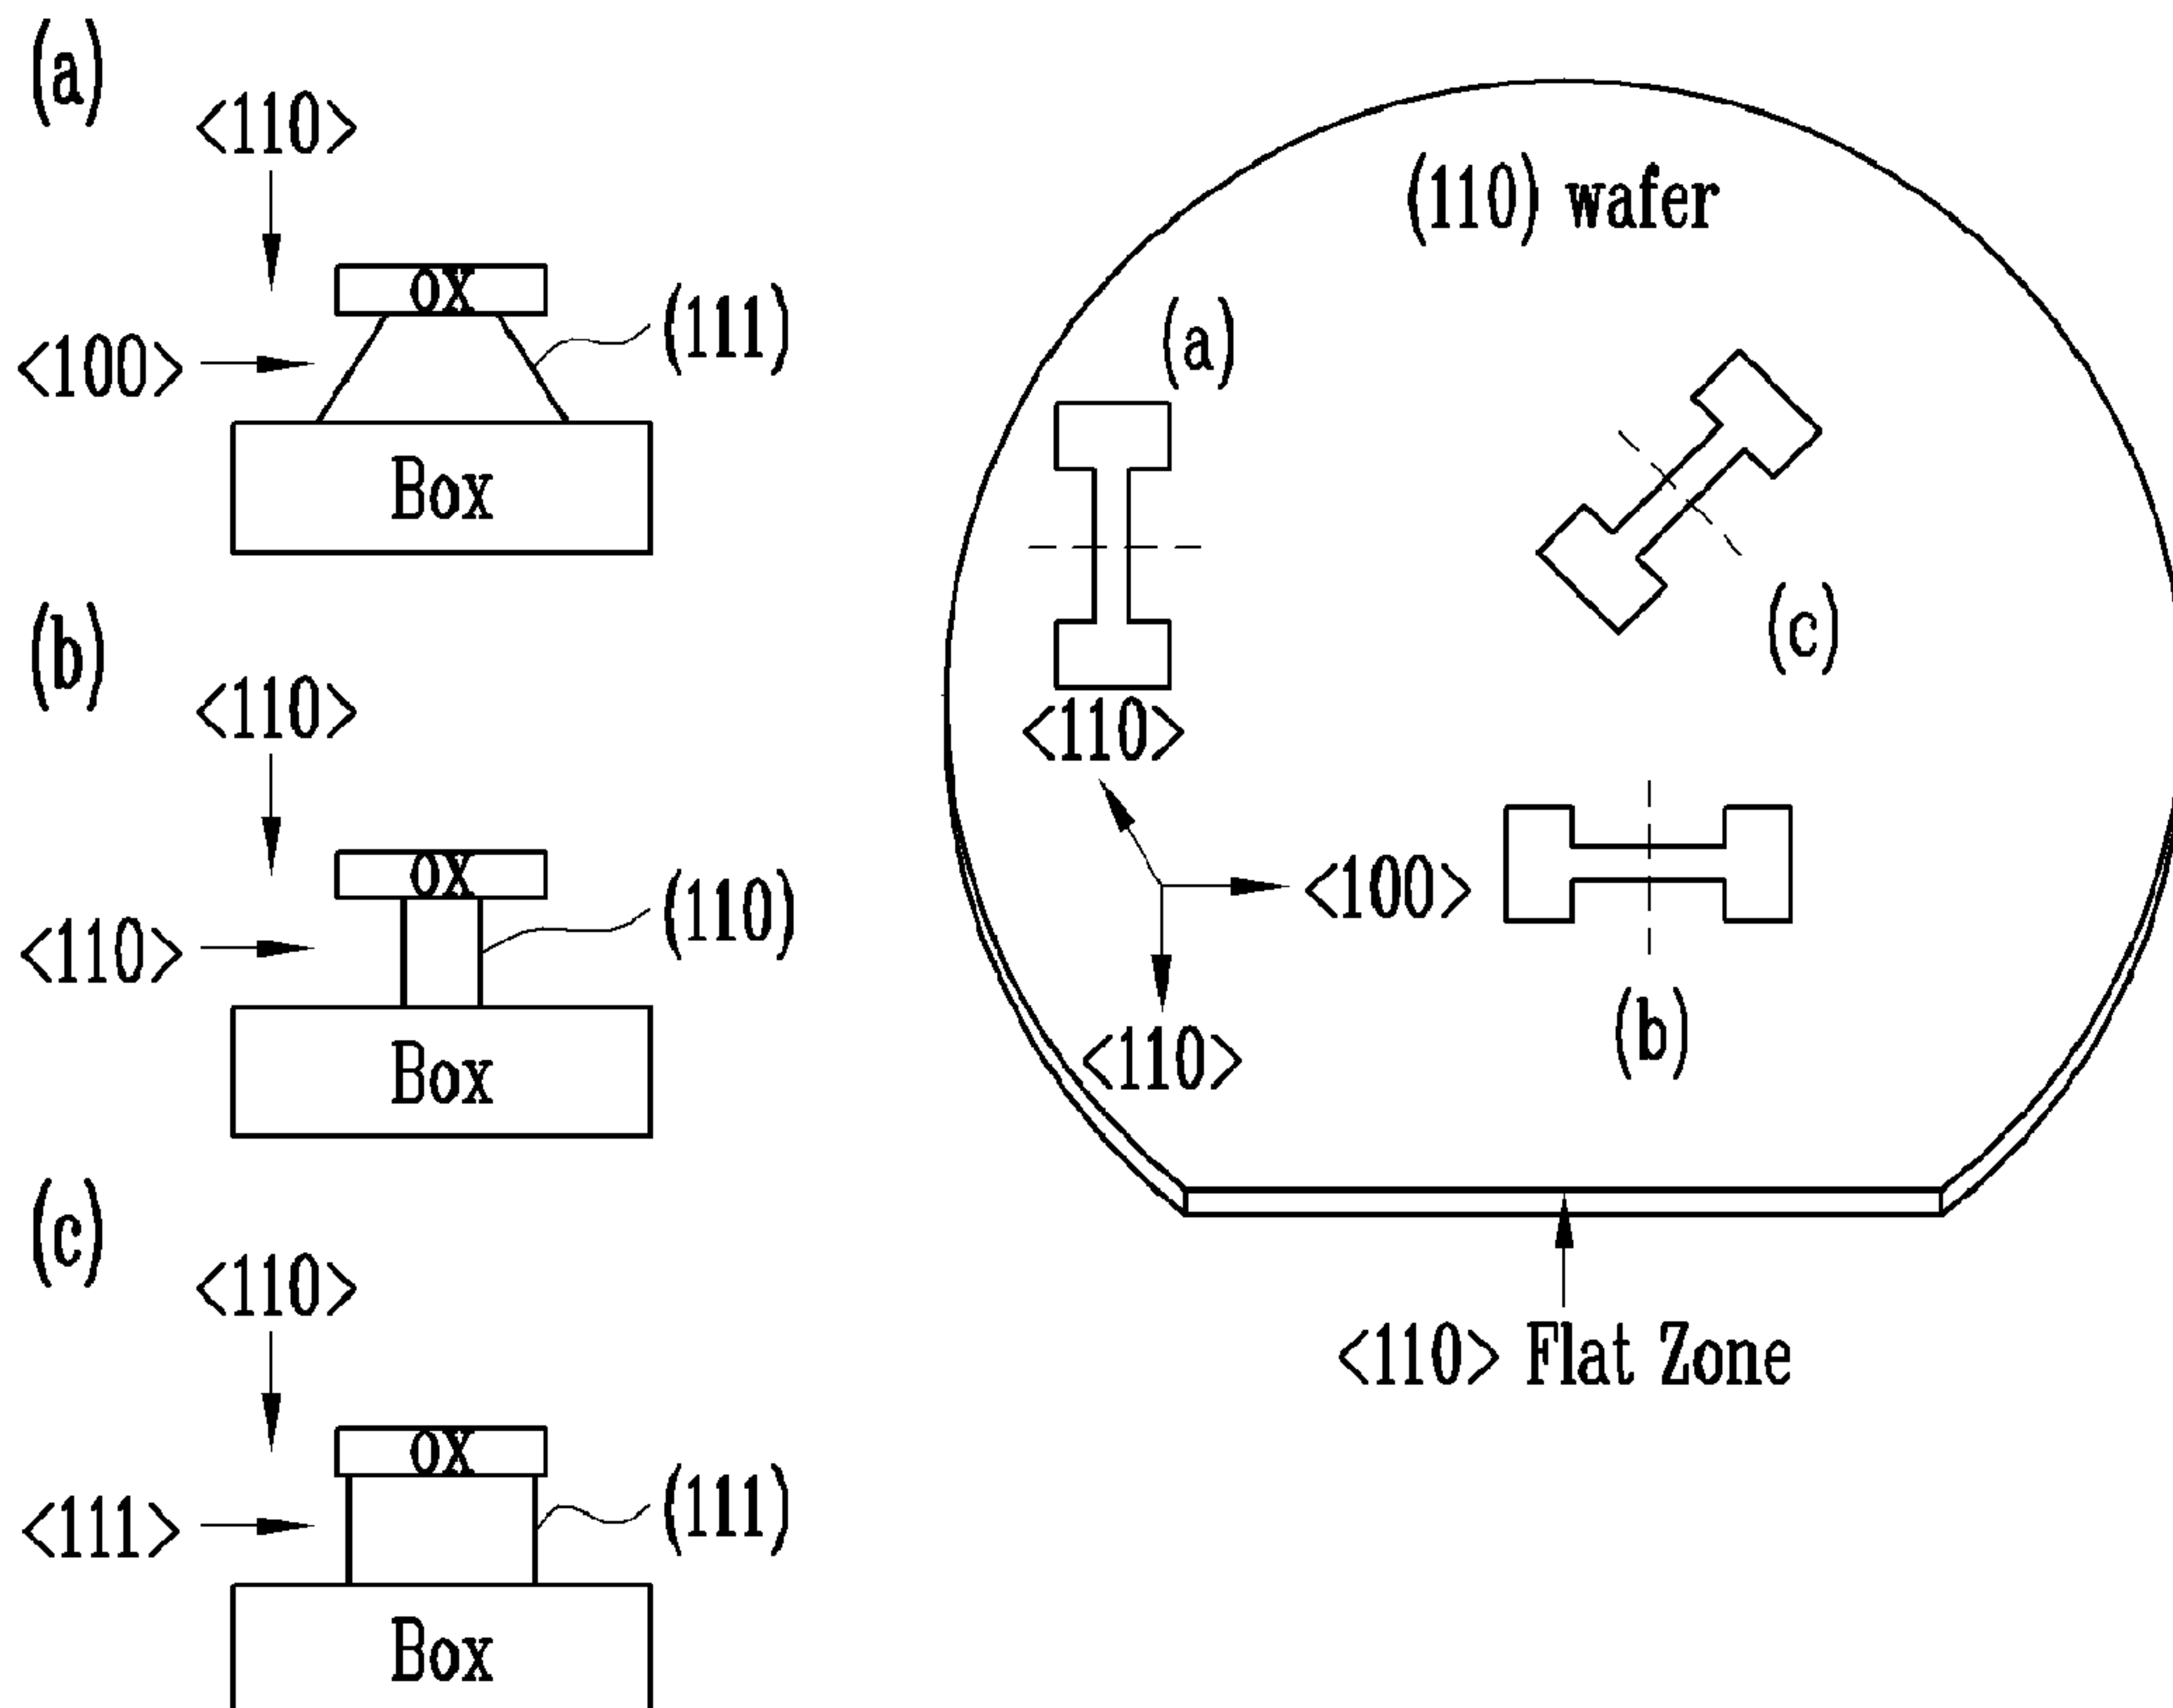 (a)
<110>
OX
(111)
<100>
Box
(b)
<110>
OX
(110)
<110>
Box
(c)
<110>
OX
(111)
<111>
Box
(110) wafer
(a)
(c)
<110>
<100>
<110>
(b)
<110> Flat Zone